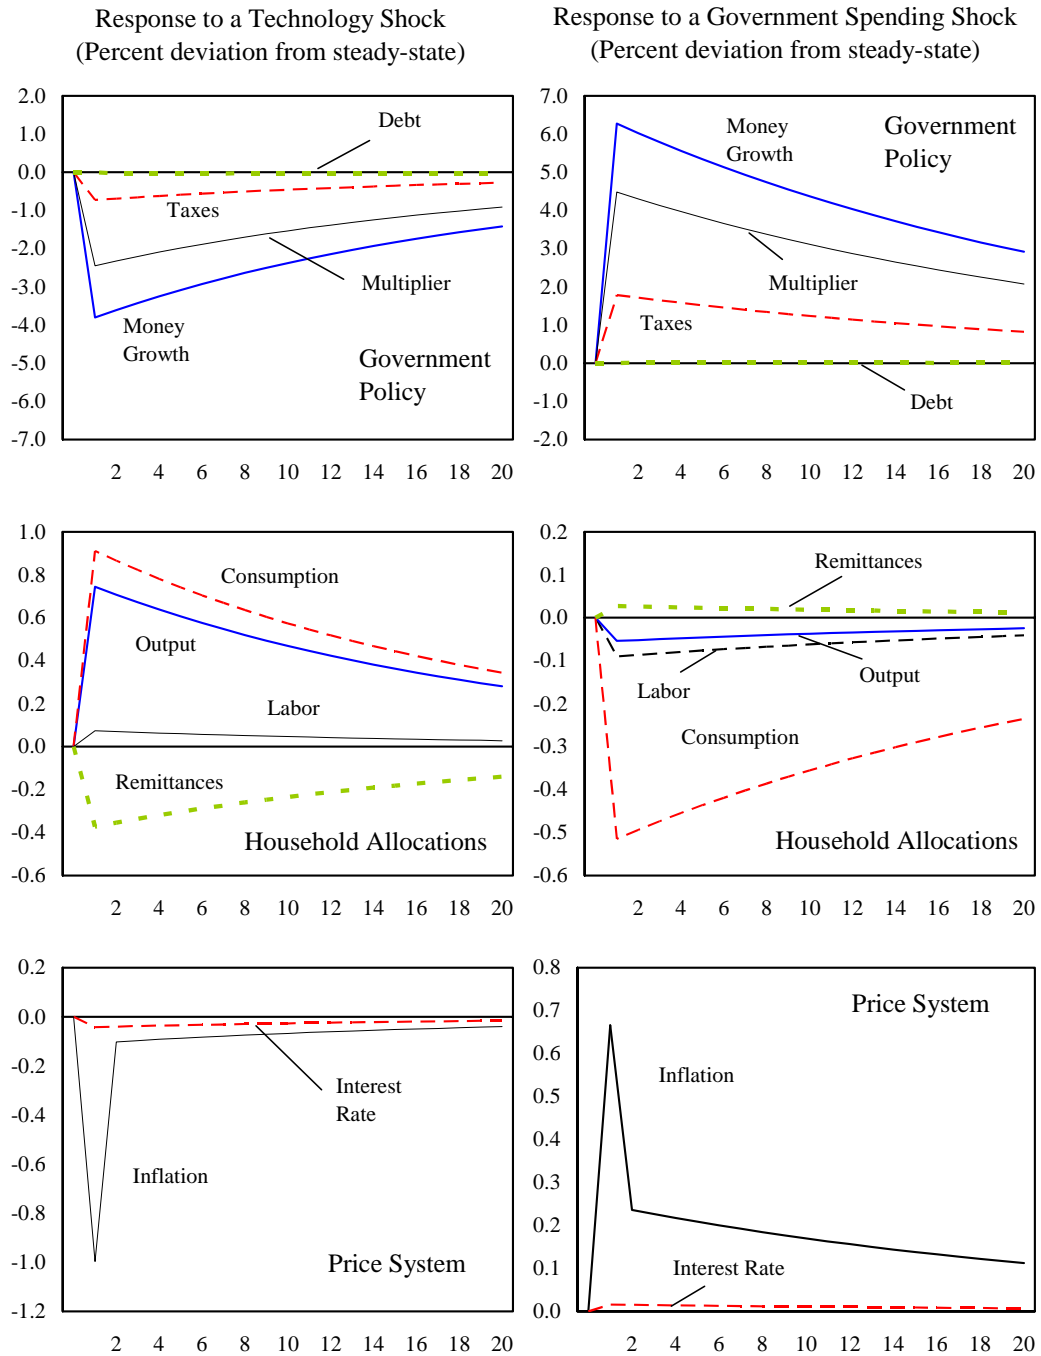 Response to a Technology Shock
(Percent deviation from steady-state)
Response to a Government Spending Shock
(Percent deviation from steady-state)
2.0
1.0
0.0
-1.0
-2.0
-3.0
-4.0
-5.0
-6.0
-7.0
Debt
Taxes
Multiplier
Money
Growth
Government
Policy
2 4 6 8 10 12 14 16 18 20
7.0
6.0
5.0
4.0
3.0
2.0
1.0
0.0
-1.0
-2.0
Money
Growth
Government
Policy
Multiplier
Taxes
Debt
2 4 6 8 10 12 14 16 18 20
1.0
0.8
0.6
0.4
0.2
0.0
-0.2
-0.4
-0.6
Consumption
Output
Labor
Remittances
Household Allocations
2 4 6 8 10 12 14 16 18 20
0.2
0.1
0.0
-0.1
-0.2
-0.3
-0.4
-0.5
-0.6
Remittances
Output
Labor
Consumption
Household Allocations
2 4 6 8 10 12 14 16 18 20
0.2
0.0
-0.2
-0.4
-0.6
-0.8
-1.0
-1.2
Interest
Rate
Inflation
Price System
2 4 6 8 10 12 14 16 18 20
0.8
0.7
0.6
0.5
0.4
0.3
0.2
0.1
0.0
Price System
Inflation
Interest Rate
2 4 6 8 10 12 14 16 18 20